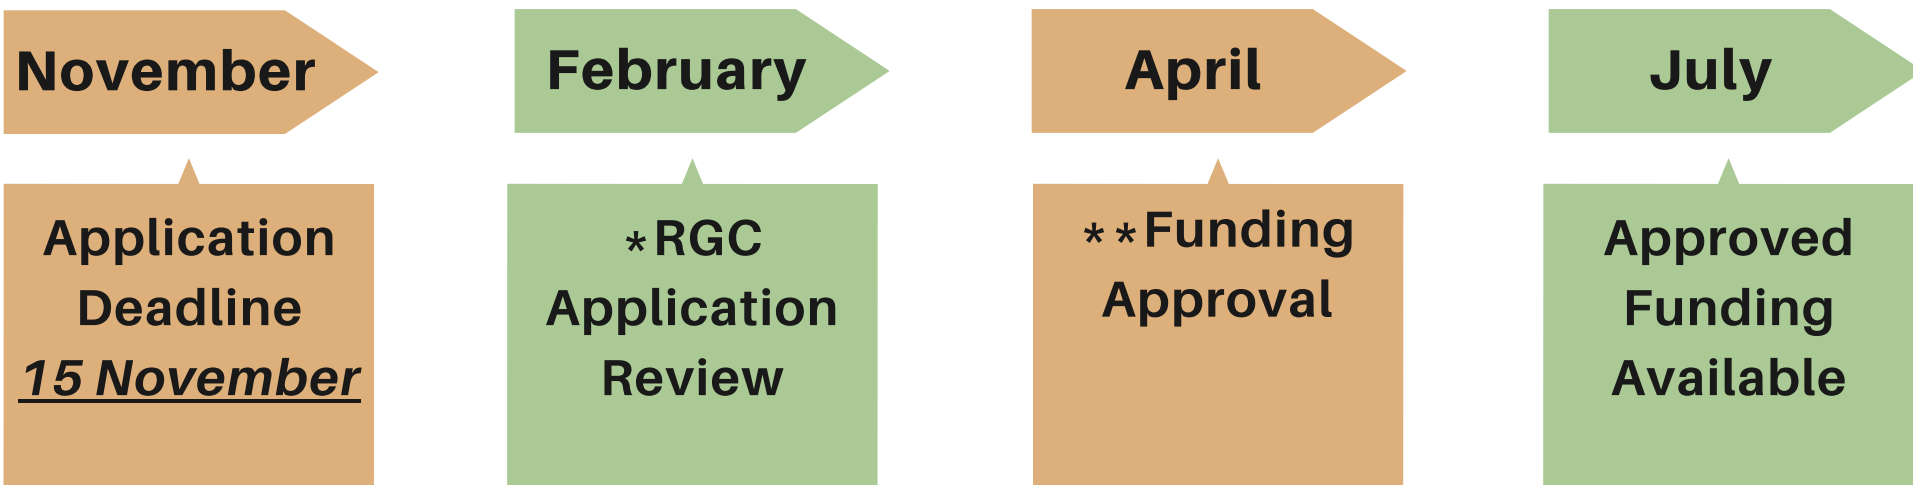 November
February
April
July
Application
Deadline
15 November
*RGC
Application
Review
**Funding
Approval
Approved
Funding
Available